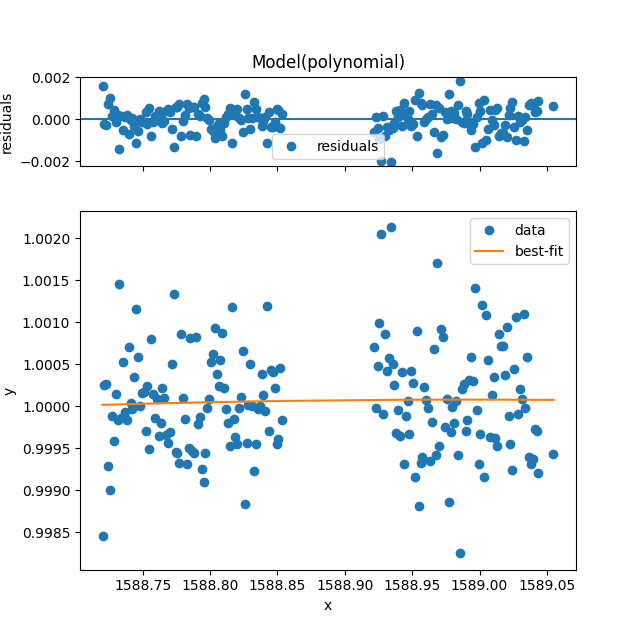 Model(polynomial)
0.002
0.000
−0.002
residuals
residuals
1.0020
1.0015
1.0010
1.0005
1.0000
0.9995
0.9990
0.9985
y
data
best-fit
1588.75 1588.80 1588.85 1588.90 1588.95 1589.00 1589.05
x